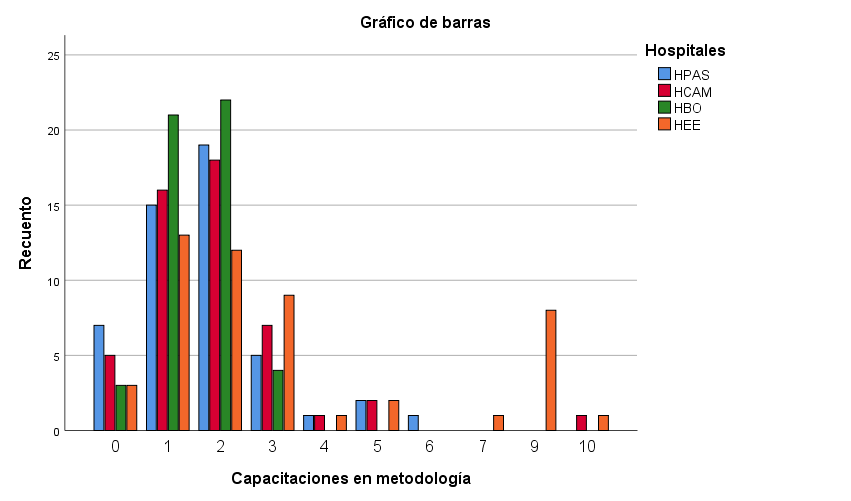 Gráfico de barras
Hospitales
HPAS
HCAM
HBO
HEE
Recuento
25
20
15
10
5
0
0 1 2 3 4 5 6 7 9 10
Capacitaciones en metodología